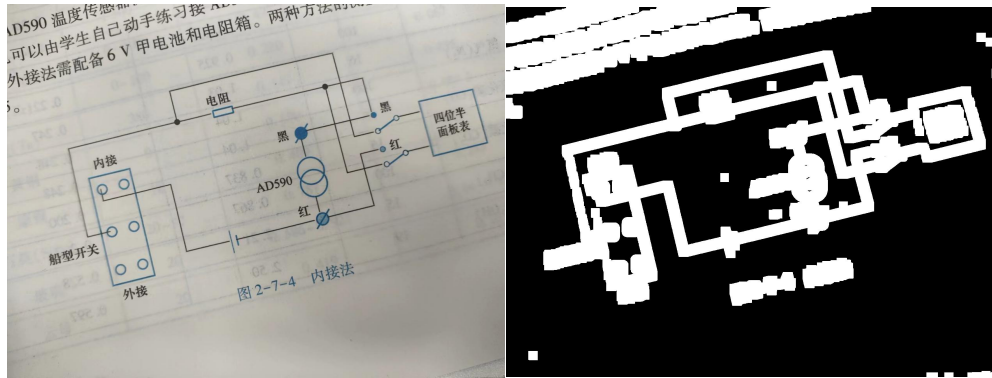 AD590 温度传感器
可以由学生自己动手练习接 AD
外接法需配备 6 V 甲电池和电阻箱。两种方法的
5。
电阻
黑
黑
四位半
面板表
内接
红
AD590
红
船型开关
外接
图 2-7-4 内接法